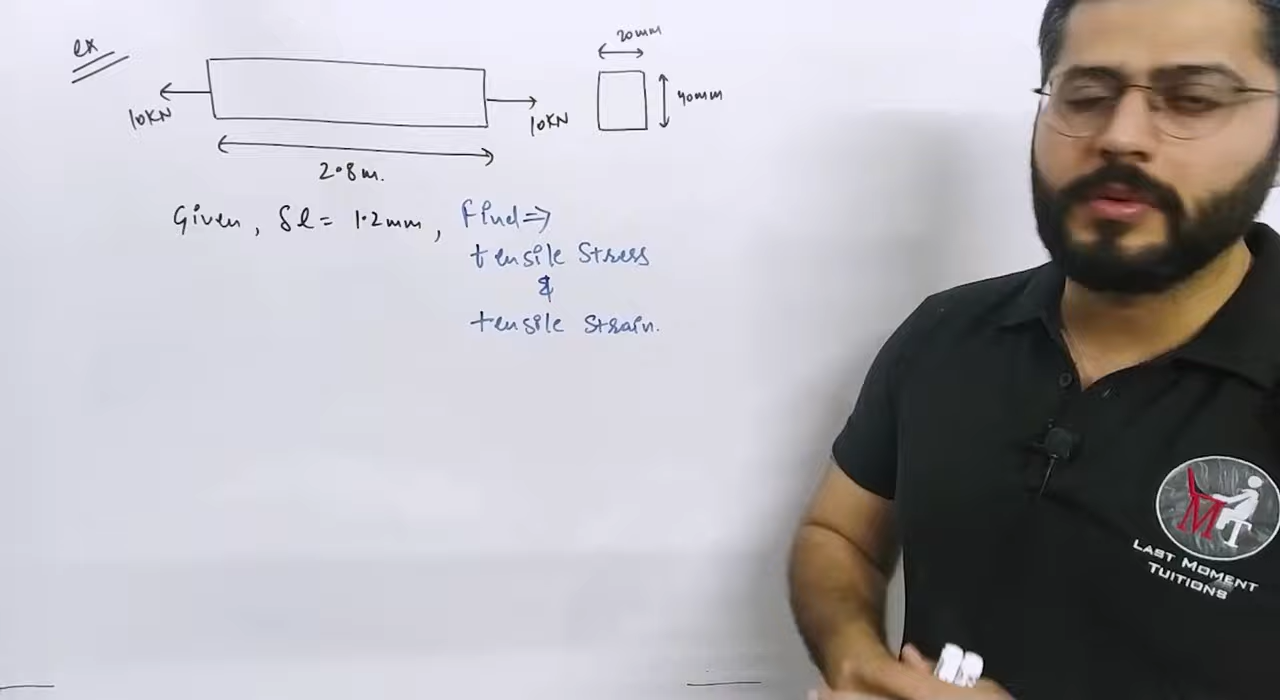 ex
20mm
40mm
10KN
10KN
2.8m.
Given, δl = 1.2mm, Find ⇒
tensile Stress
&
tensile Strain.
MT
LAST MOMENT
TUITIONS